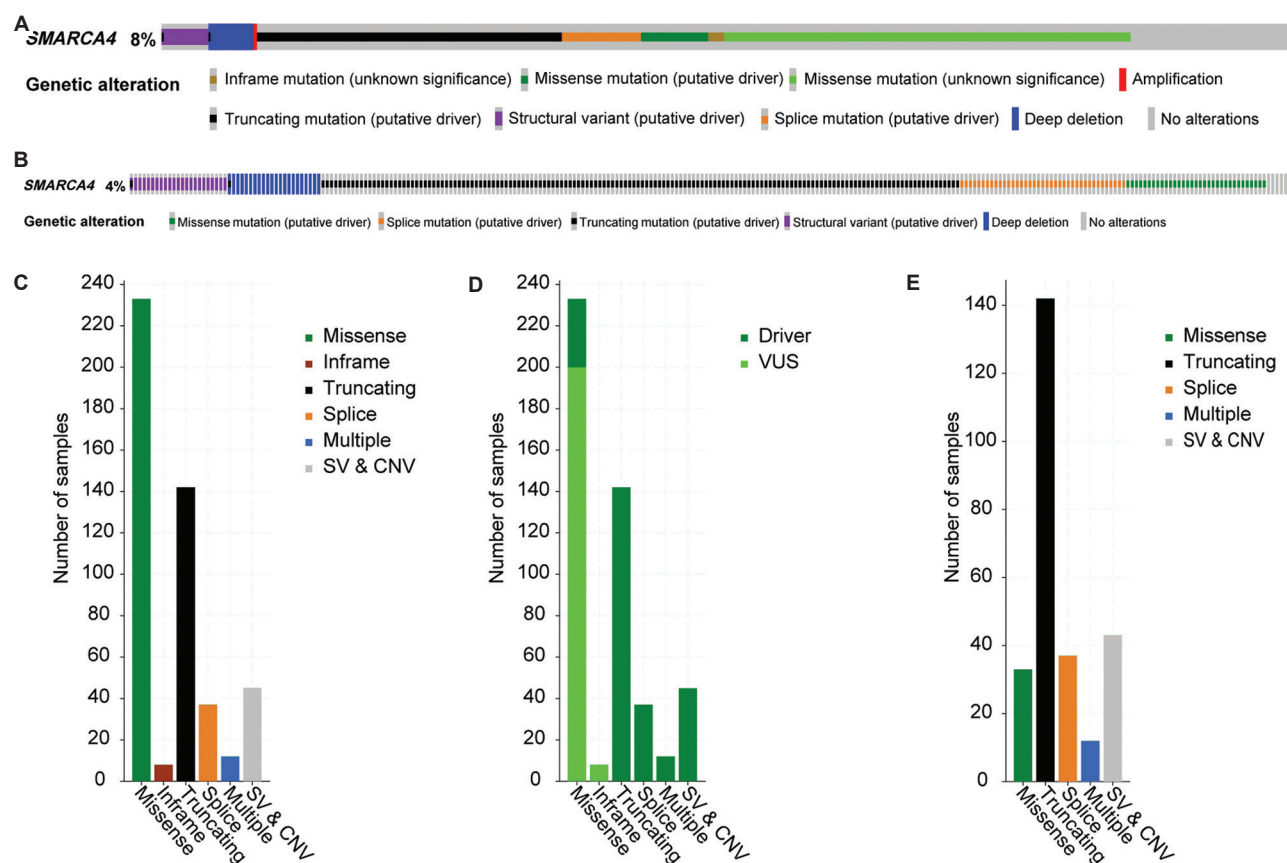 A
SMARCA4 8%
Genetic alteration
Inframe mutation (unknown significance) Missense mutation (putative driver) Missense mutation (unknown significance) Amplification
Truncating mutation (putative driver) Structural variant (putative driver) Splice mutation (putative driver) Deep deletion No alterations
B
SMARCA4 4%
Genetic alteration Missense mutation (putative driver) Splice mutation (putative driver) Truncating mutation (putative driver) Structural variant (putative driver) Deep deletion No alterations
C
Number of samples
240
220
200
180
160
140
120
100
80
60
40
20
0
Missense
Inframe
Truncating
Splice
Multiple
SV & CNV
Missense
Inframe
Truncating
Splice
Multiple
SV & CNV
D
Number of samples
240
220
200
180
160
140
120
100
80
60
40
20
0
Missense
Inframe
Truncating
Splice
Multiple
SV & CNV
Driver
VUS
E
Number of samples
140
120
100
80
60
40
20
0
Missense
Truncating
Splice
Multiple
SV & CNV
Missense
Truncating
Splice
Multiple
SV & CNV